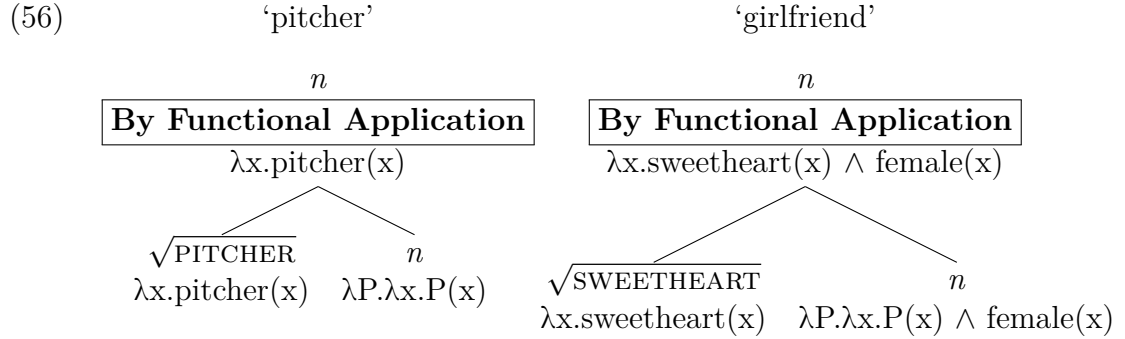 (56) ‘pitcher’ ‘girlfriend’
n n
By Functional Application By Functional Application
λx.pitcher(x) λx.sweetheart(x) ∧ female(x)
√PITCHER n √SWEETHEART n
λx.pitcher(x) λP.λx.P(x) λx.sweetheart(x) λP.λx.P(x) ∧ female(x)